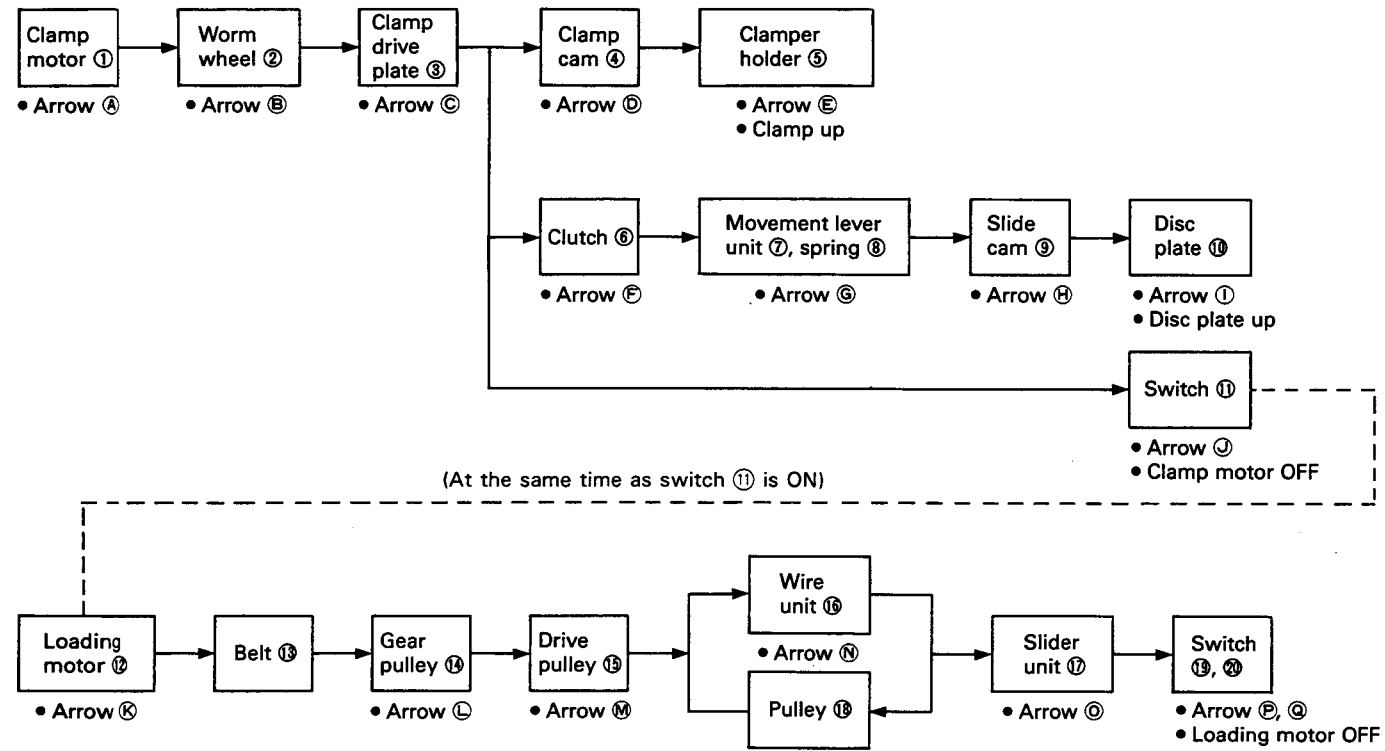 Clamp
motor ①
• Arrow Ⓐ
Worm
wheel ②
• Arrow Ⓑ
Clamp
drive
plate ③
• Arrow Ⓒ
Clamp
cam ④
• Arrow Ⓓ
Clamper
holder ⑤
• Arrow Ⓔ
• Clamp up
Clutch ⑥
• Arrow Ⓕ
Movement lever
unit ⑦, spring ⑧
• Arrow Ⓖ
Slide
cam ⑨
• Arrow Ⓗ
Disc
plate ⑩
• Arrow Ⓘ
• Disc plate up
Switch ⑪
• Arrow Ⓙ
• Clamp motor OFF
(At the same time as switch ⑪ is ON)
Loading
motor ⑫
• Arrow Ⓚ
Belt ⑬
Gear
pulley ⑭
• Arrow Ⓛ
Drive
pulley ⑮
• Arrow Ⓜ
Wire
unit ⑯
• Arrow Ⓝ
Pulley ⑱
Slider
unit ⑰
• Arrow Ⓞ
Switch
⑲, ⑳
• Arrow Ⓟ, Ⓠ
• Loading motor OFF